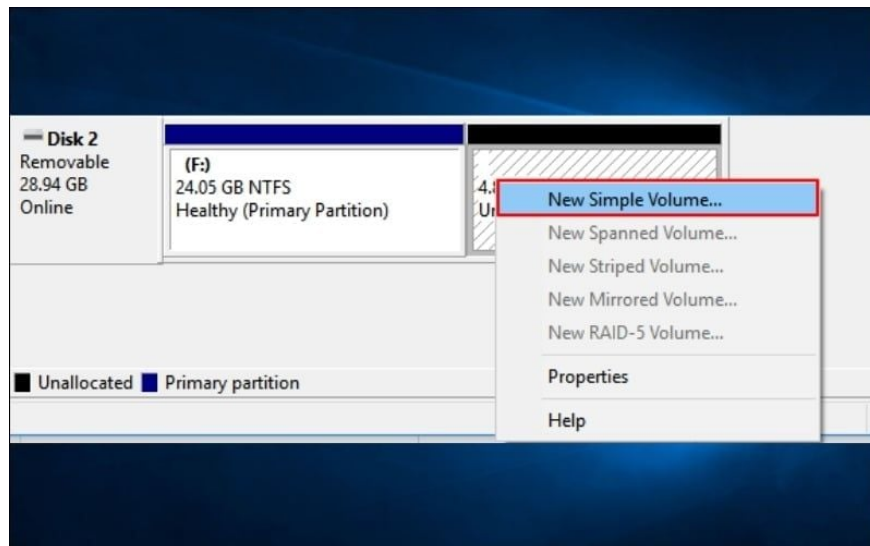 Disk 2
Removable
28.94 GB
Online
(F:)
24.05 GB NTFS
Healthy (Primary Partition)
New Simple Volume...
New Spanned Volume...
New Striped Volume...
New Mirrored Volume...
New RAID-5 Volume...
Properties
Help
Unallocated
Primary partition